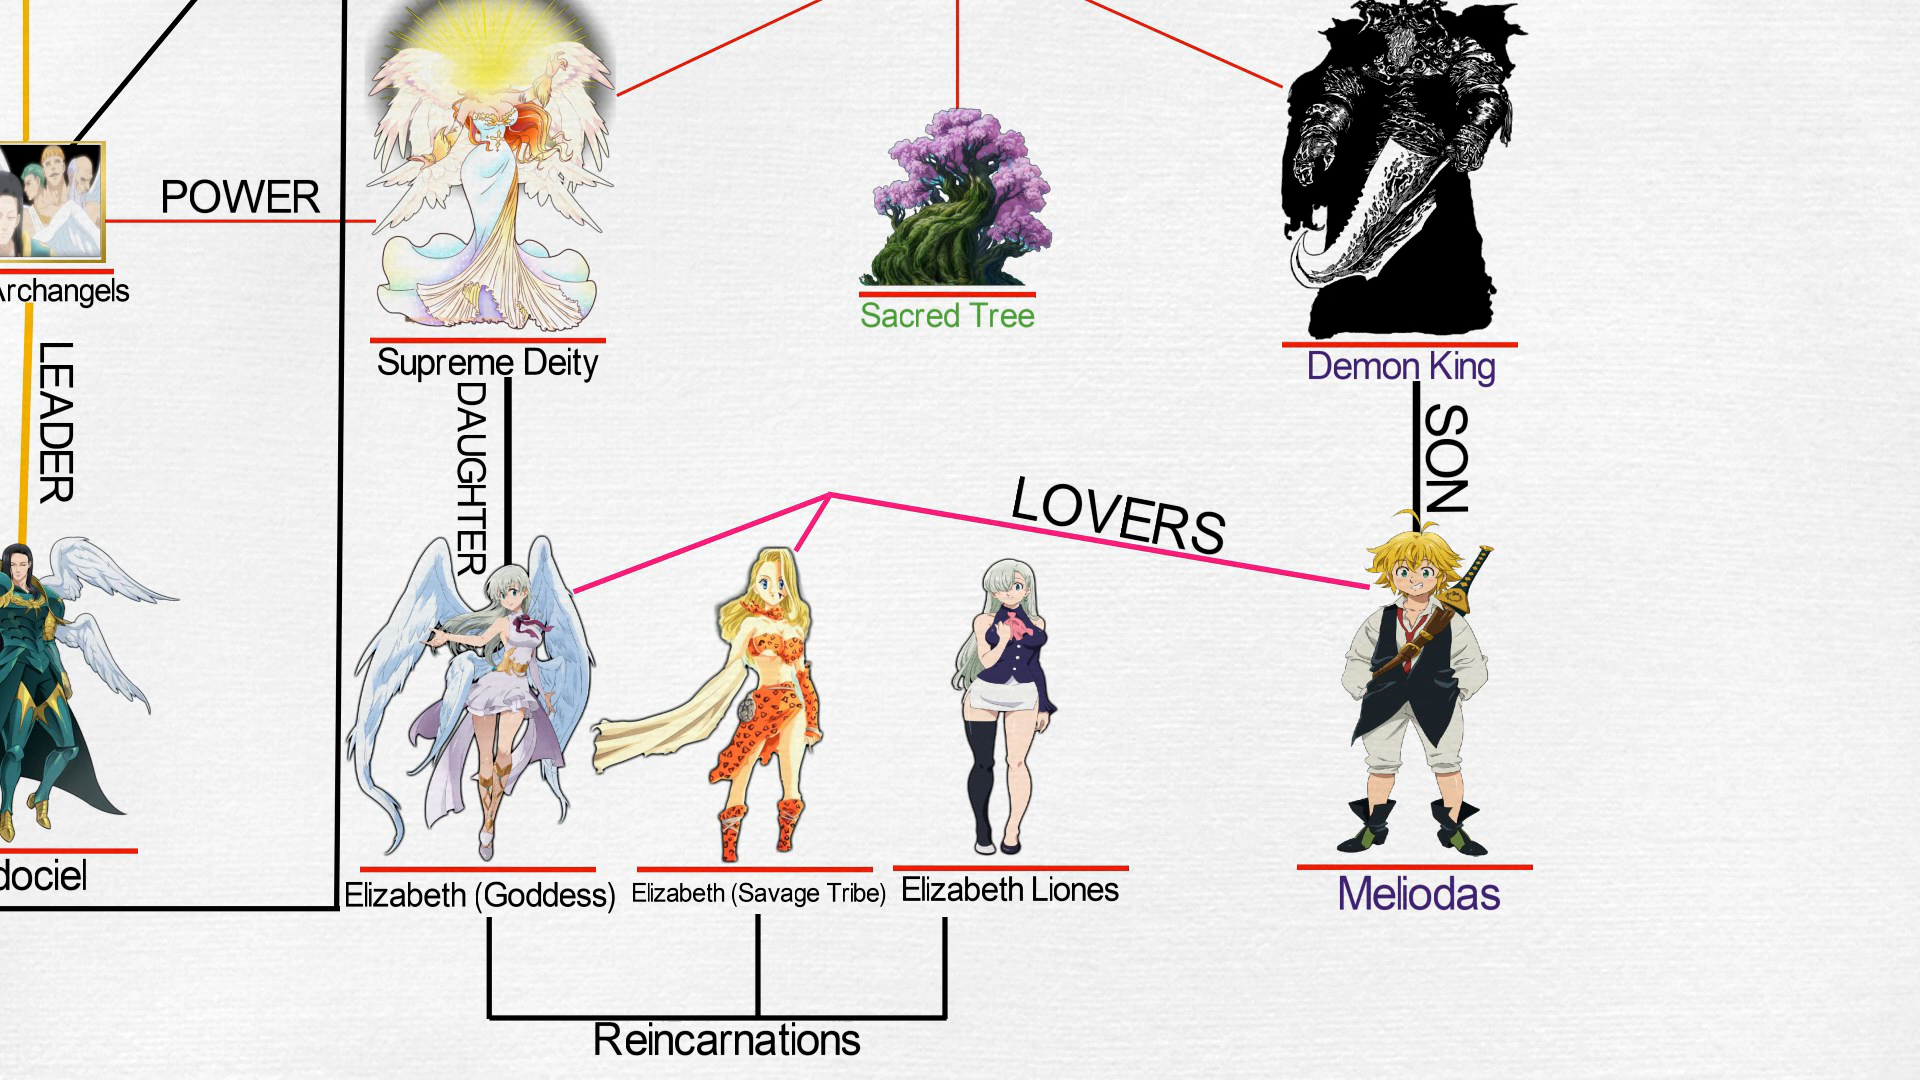 POWER
Archangels
LEADER
Supreme Deity
Sacred Tree
Demon King
DAUGHTER
SON
LOVERS
dociel
Elizabeth (Goddess)
Elizabeth (Savage Tribe)
Elizabeth Liones
Meliodas
Reincarnations